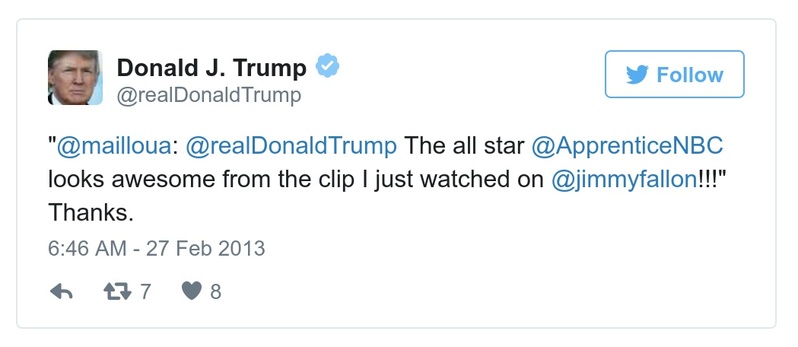 Donald J. Trump
@realDonaldTrump
Follow
"@mailloua: @realDonaldTrump The all star @ApprenticeNBC
looks awesome from the clip I just watched on @jimmyfallon!!!"
Thanks.
6:46 AM - 27 Feb 2013
7 8